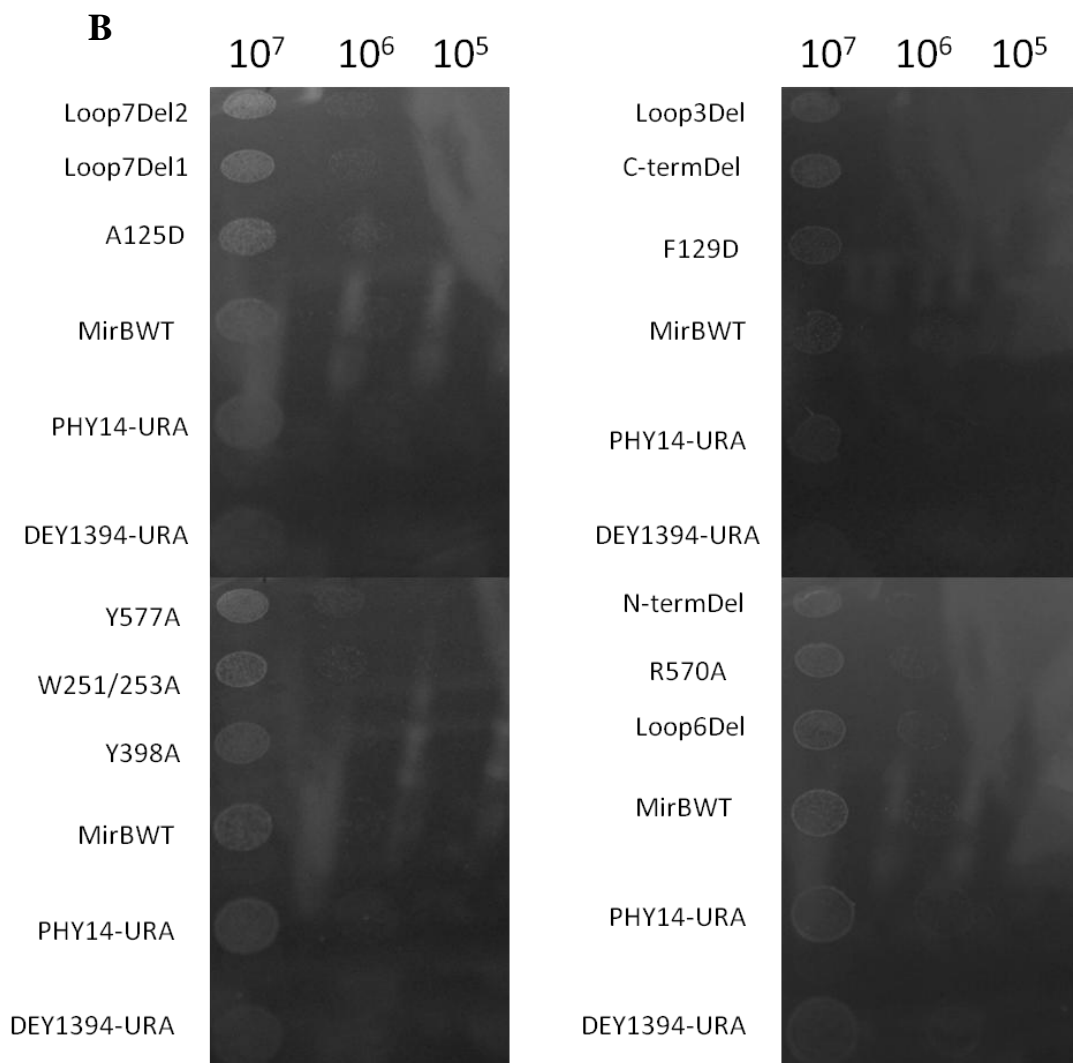 B
10⁷ 10⁶ 10⁵
Loop7Del2
Loop7Del1
A125D
MirBWT
PHY14-URA
DEY1394-URA
Y577A
W251/253A
Y398A
MirBWT
PHY14-URA
DEY1394-URA
10⁷ 10⁶ 10⁵
Loop3Del
C-termDel
F129D
MirBWT
PHY14-URA
DEY1394-URA
N-termDel
R570A
Loop6Del
MirBWT
PHY14-URA
DEY1394-URA